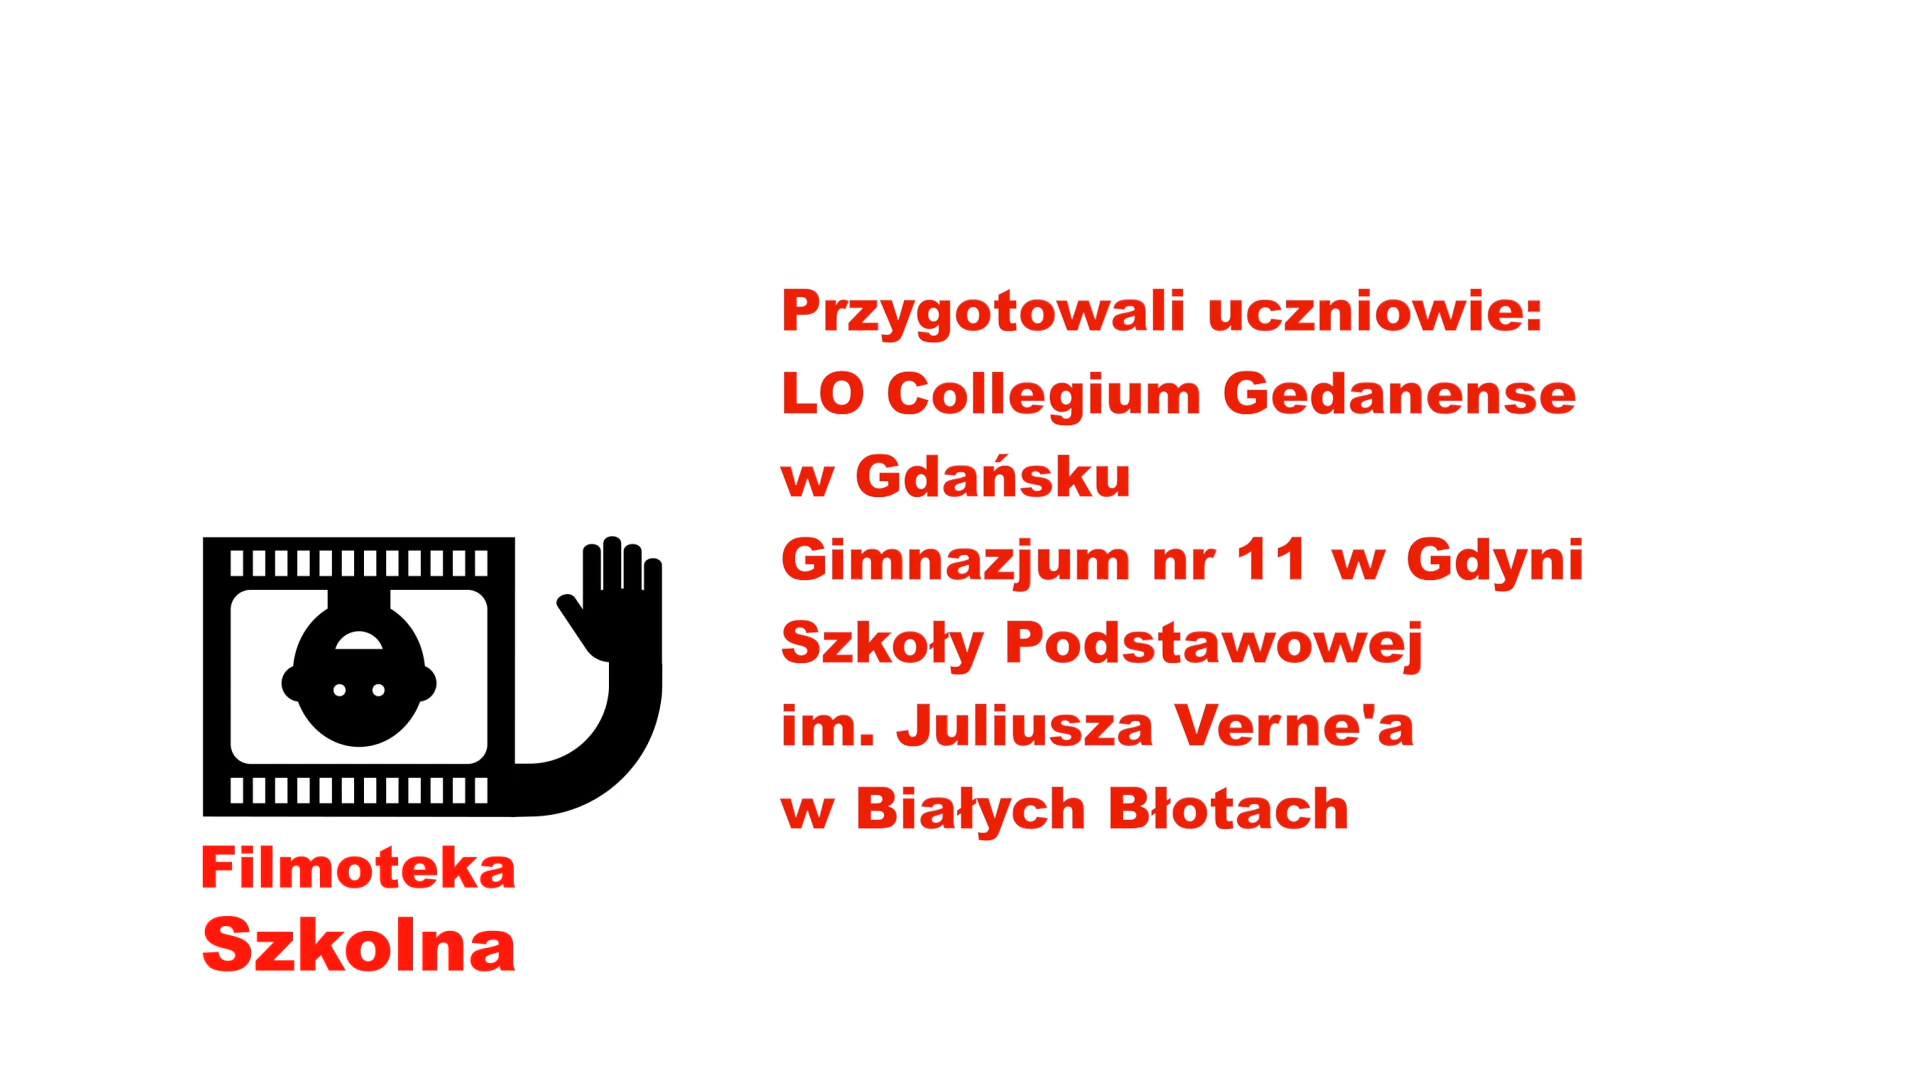 Przygotowali uczniowie:
LO Collegium Gedanense
w Gdańsku
Gimnazjum nr 11 w Gdyni
Szkoły Podstawowej
im. Juliusza Verne'a
w Białych Błotach
Filmoteka
Szkolna